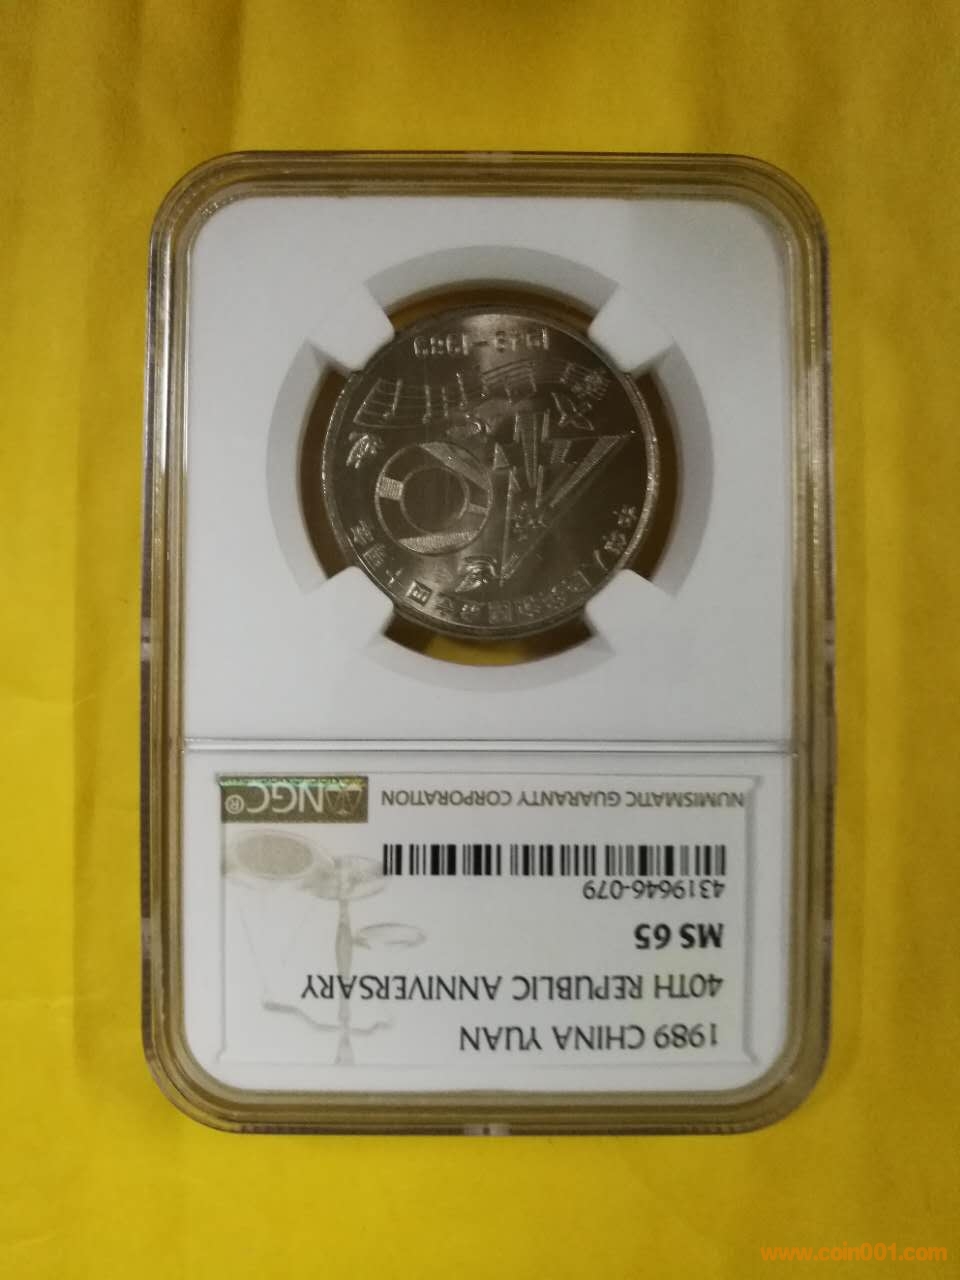 1989 CHINA YUAN
40TH REPUBLIC ANNIVERSARY
MS 65
4319646-079
NUMISMATIC GUARANTY CORPORATION
NGC®
1949-1989
www.coin001.com